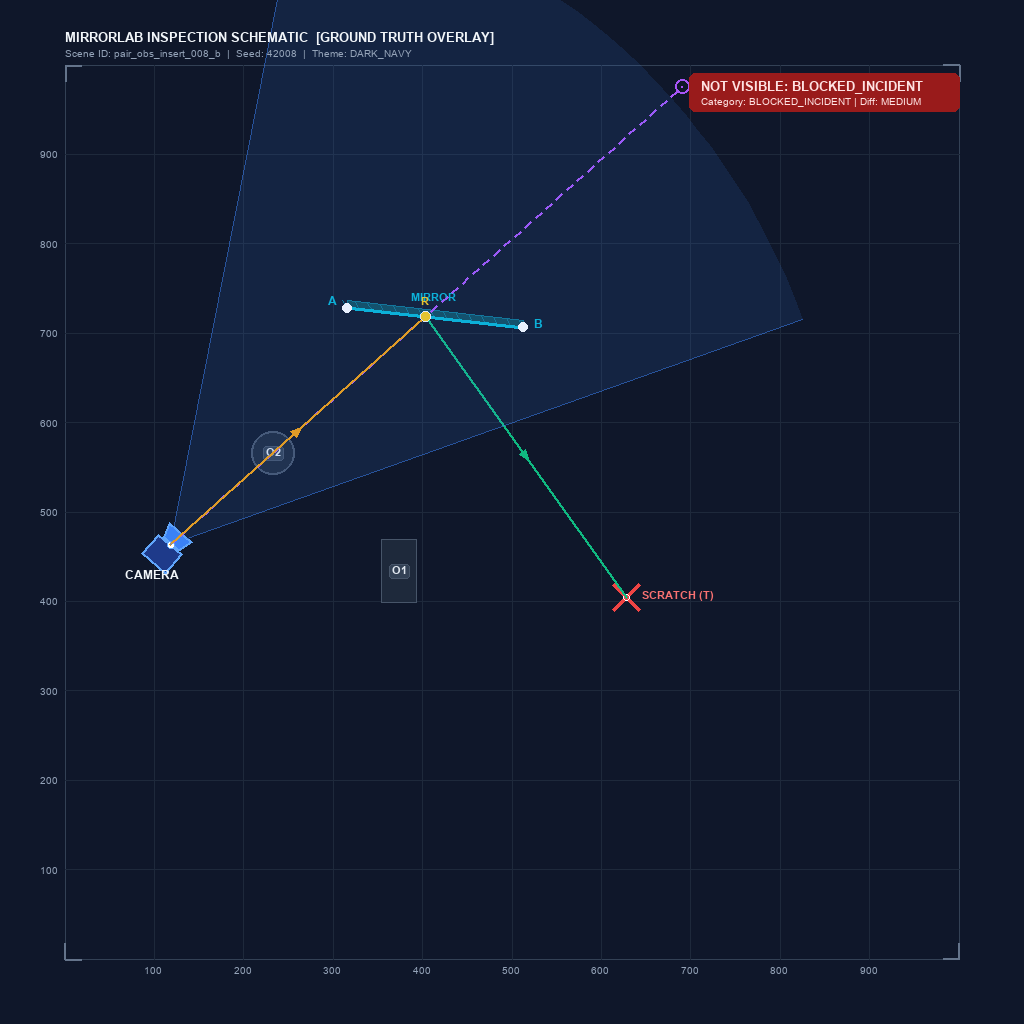 MIRRORLAB INSPECTION SCHEMATIC [GROUND TRUTH OVERLAY]
Scene ID: pair_obs_insert_008_b | Seed: 42008 | Theme: DARK_NAVY
NOT VISIBLE: BLOCKED_INCIDENT
Category: BLOCKED_INCIDENT | Diff: MEDIUM
900
800
A
MIRROR
R
B
700
600
O2
500
CAMERA
O1
SCRATCH (T)
400
300
200
100
100 200 300 400 500 600 700 800 900